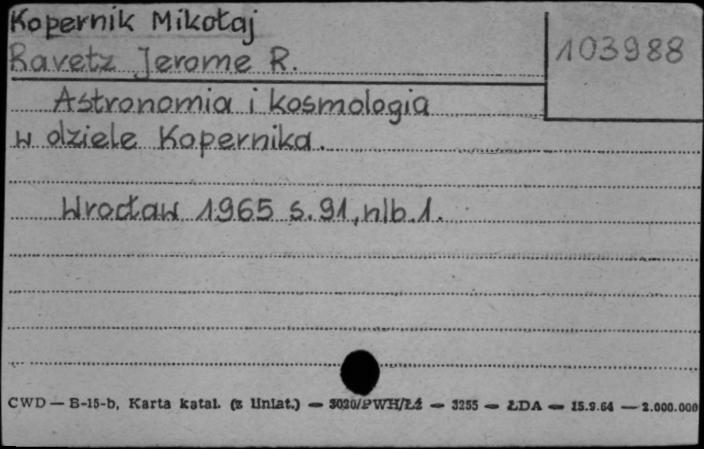 Kopernik Mikołaj
103988
Ravetz Jerome R.
Astronomia i kosmologia
w dziele Kopernika.
Wrocław 1965 s. 91, nlb. 1.
CWD — B-15-b, Karta katal. (z liniat.) — 3020/PWH/Łź — 3255 — ŁDA — 15.9.64 — 2.000.000